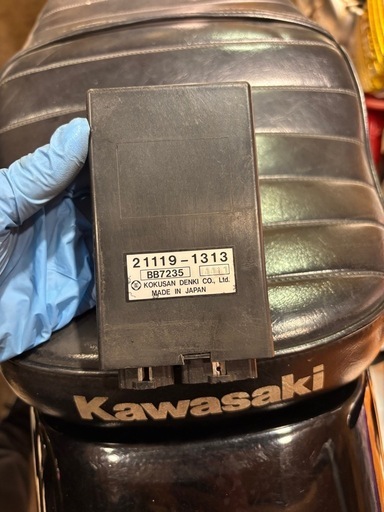 21119-1313
BB7235
KOKUSAN DENKI CO., Ltd.
MADE IN JAPAN
Kawasaki